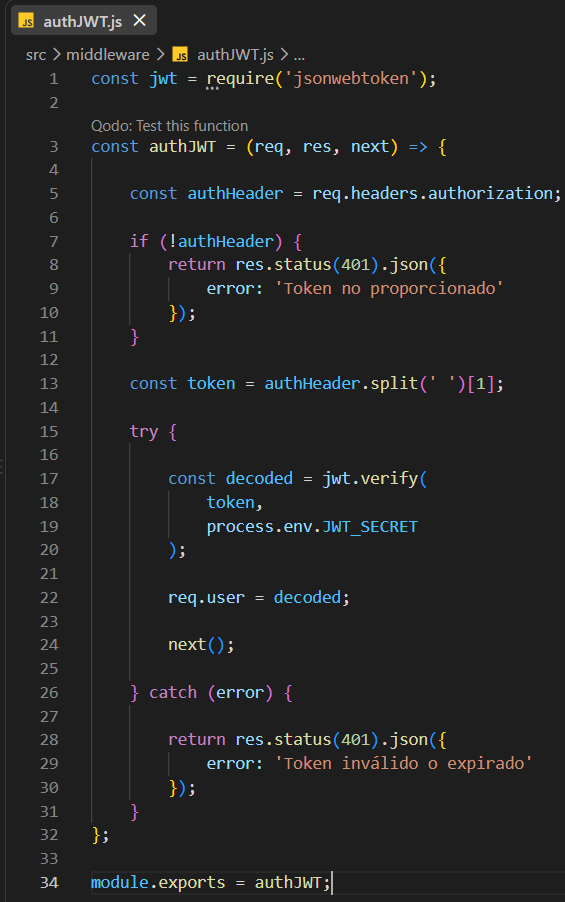 JS authJWT.js ×
src > middleware > JS authJWT.js > ...
1 const jwt = require('jsonwebtoken');
2
Qodo: Test this function
3 const authJWT = (req, res, next) => {
4
5     const authHeader = req.headers.authorization;
6
7     if (!authHeader) {
8         return res.status(401).json({
9             error: 'Token no proporcionado'
10         });
11     }
12
13     const token = authHeader.split(' ')[1];
14
15     try {
16
17         const decoded = jwt.verify(
18             token,
19             process.env.JWT_SECRET
20         );
21
22         req.user = decoded;
23
24         next();
25
26     } catch (error) {
27
28         return res.status(401).json({
29             error: 'Token inválido o expirado'
30         });
31     }
32 };
33
34 module.exports = authJWT;